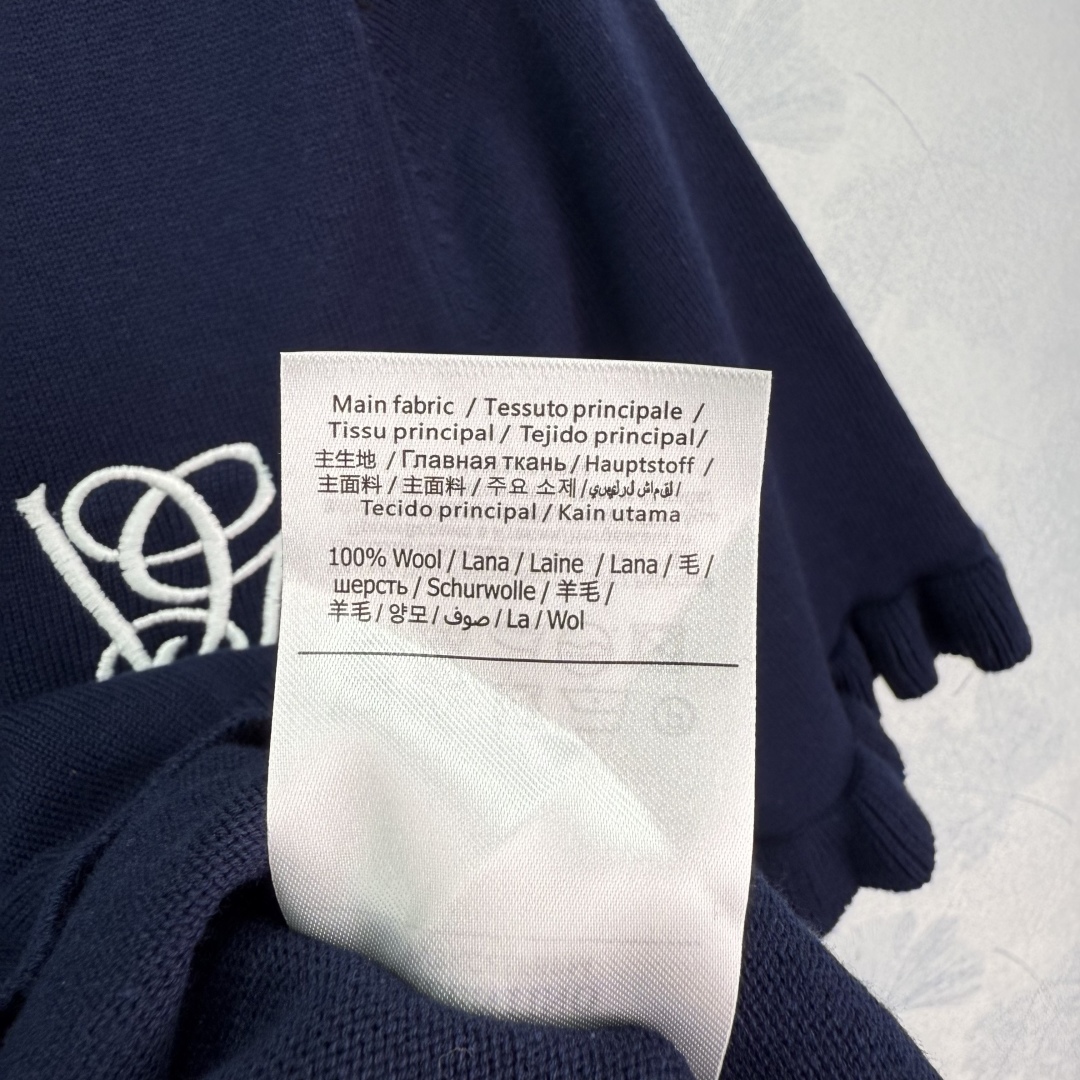 Main fabric / Tessuto principale /
Tissu principal / Tejido principal/
主生地 / Главная ткань / Hauptstoff /
主面料 / 主面料 / 주요 소재 / /
Tecido principal / Kain utama
100% Wool / Lana / Laine / Lana / 毛 /
шерсть / Schurwolle / 羊毛 /
羊毛 / 양모 / صوف / La / Wol